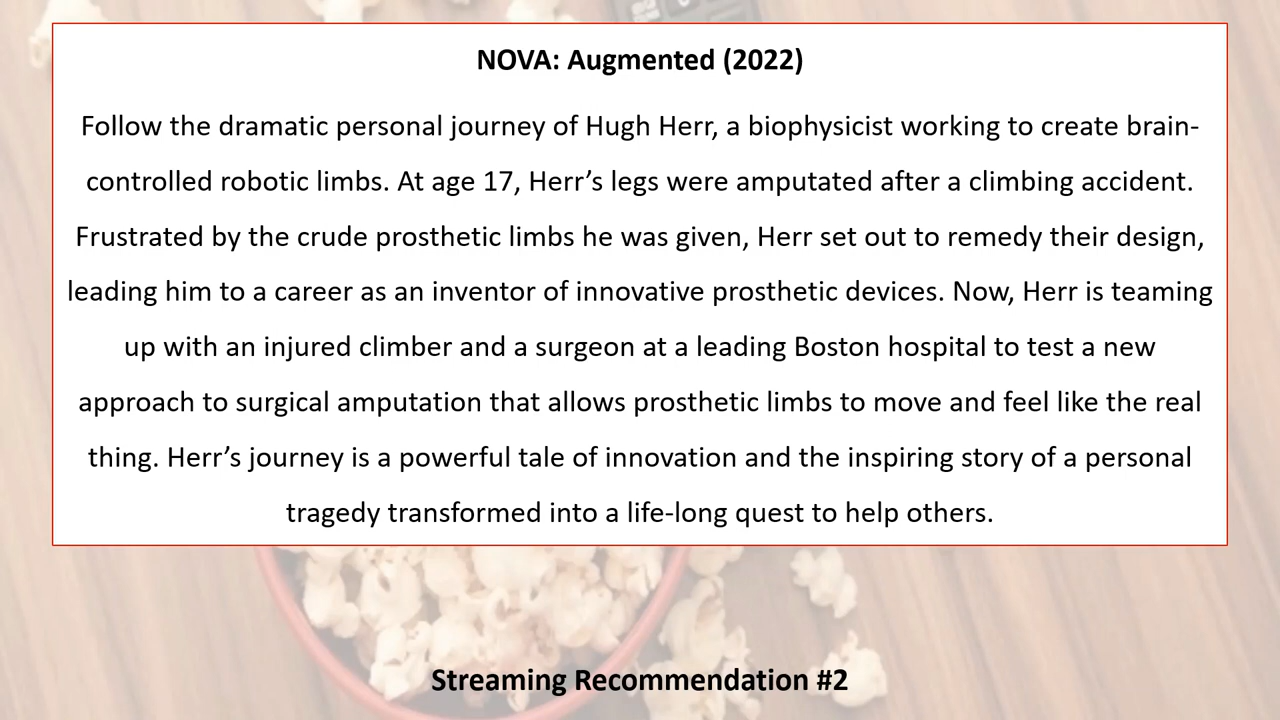 NOVA: Augmented (2022)
Follow the dramatic personal journey of Hugh Herr, a biophysicist working to create brain-
controlled robotic limbs. At age 17, Herr’s legs were amputated after a climbing accident.
Frustrated by the crude prosthetic limbs he was given, Herr set out to remedy their design,
leading him to a career as an inventor of innovative prosthetic devices. Now, Herr is teaming
up with an injured climber and a surgeon at a leading Boston hospital to test a new
approach to surgical amputation that allows prosthetic limbs to move and feel like the real
thing. Herr’s journey is a powerful tale of innovation and the inspiring story of a personal
tragedy transformed into a life-long quest to help others.
Streaming Recommendation #2